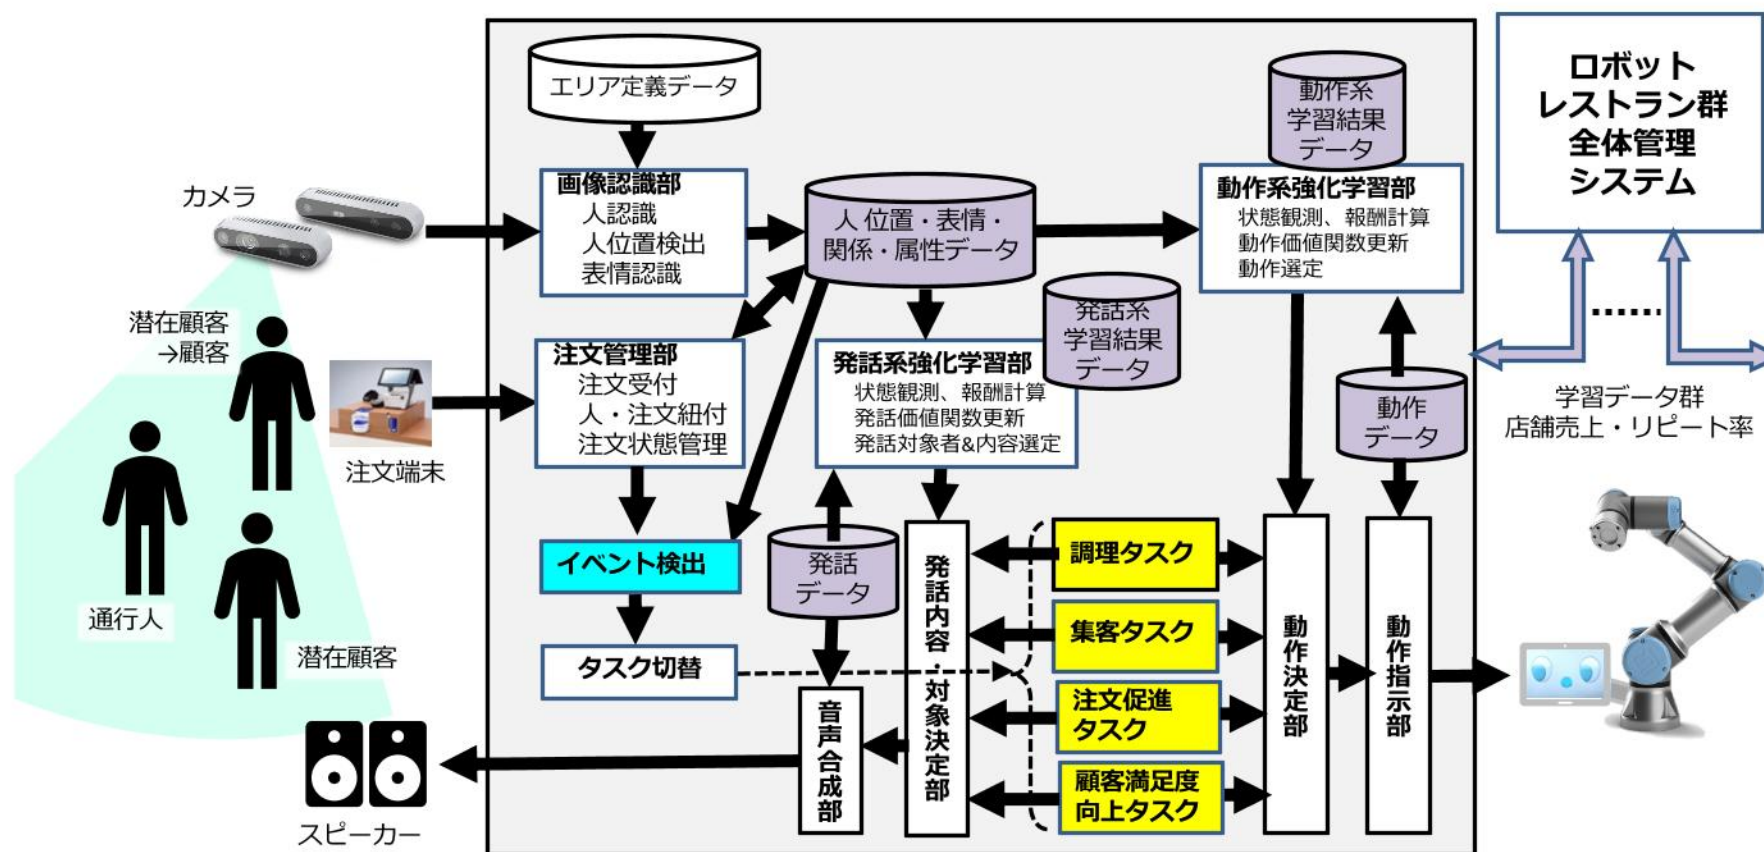 カメラ
潜在顧客
→顧客
通行人
潜在顧客
注文端末
スピーカー
エリア定義データ
画像認識部
人認識
人位置検出
表情認識
注文管理部
注文受付
人・注文紐付
注文状態管理
イベント検出
タスク切替
人 位置・表情・
関係・属性データ
発話系強化学習部
状態観測、報酬計算
発話価値関数更新
発話対象者&内容選定
発話系
学習結果
データ
発話
データ
音声合成部
発話内容・対象決定部
調理タスク
集客タスク
注文促進
タスク
顧客満足度
向上タスク
動作系
学習結果
データ
動作系強化学習部
状態観測、報酬計算
動作価値関数更新
動作選定
動作
データ
動作決定部
動作指示部
ロボット
レストラン群
全体管理
システム
……
学習データ群
店舗売上・リピート率